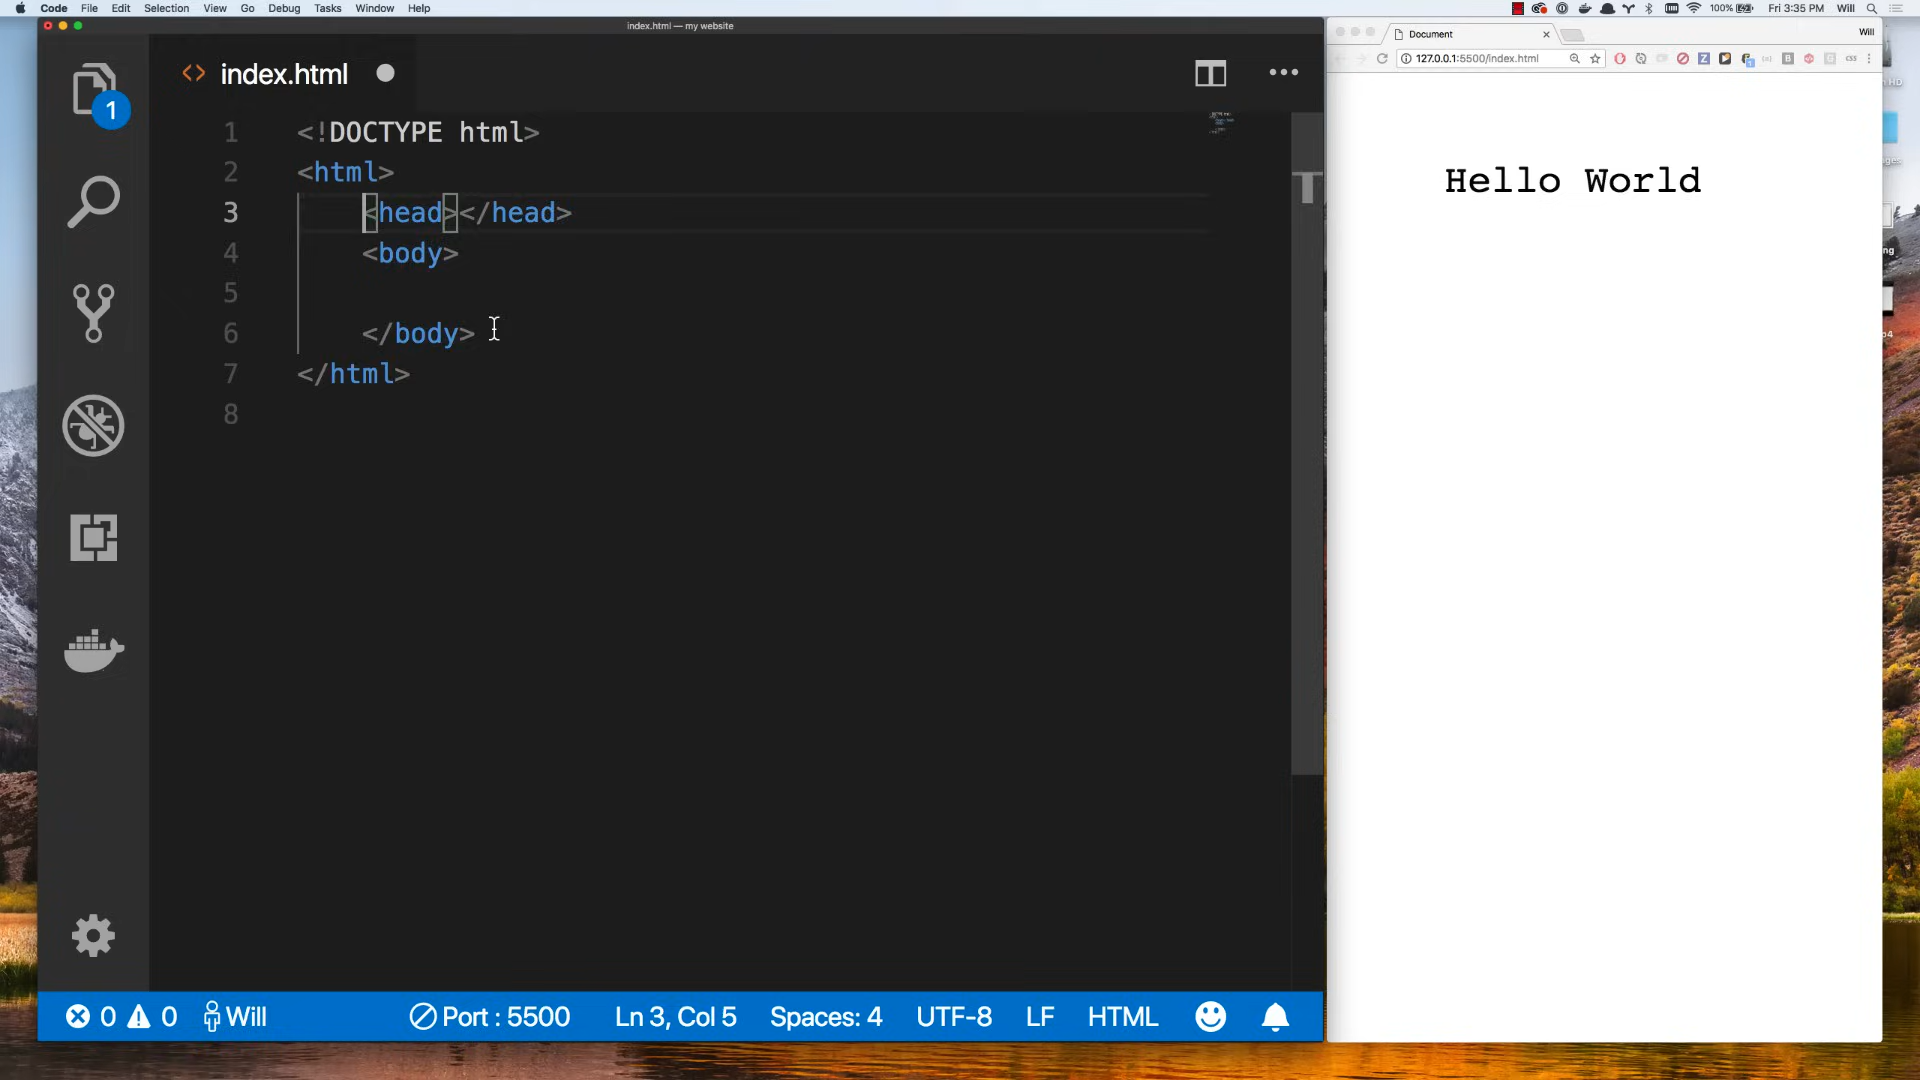 Code File Edit Selection View Go Debug Tasks Window Help
100% Fri 3:35 PM Will
index.html — my website
index.html
1 <!DOCTYPE html>
2 <html>
3 <head></head>
4 <body>
5
6 </body>
7 </html>
8
1
0 0 Will Port : 5500 Ln 3, Col 5 Spaces: 4 UTF-8 LF HTML
Document
Will
127.0.0.1:5500/index.html
Hello World